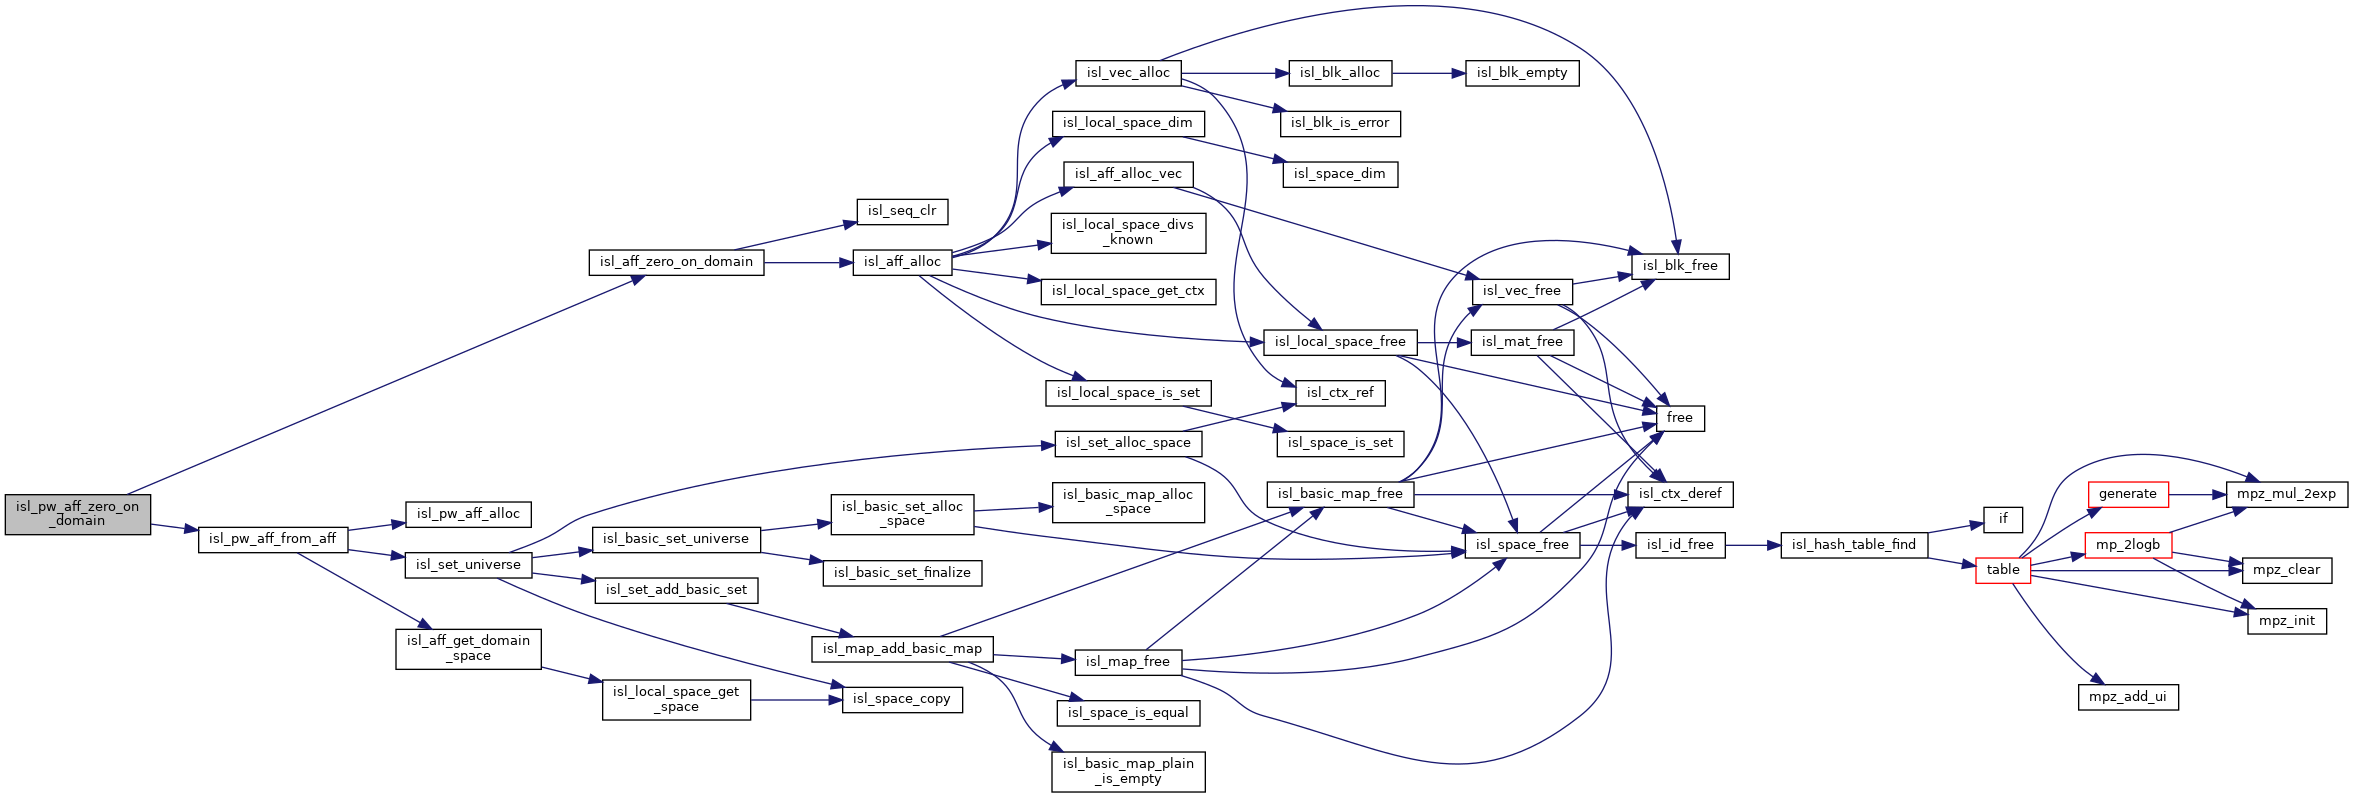 isl_pw_aff_zero_on
_domain
isl_aff_zero_on_domain
isl_seq_clr
isl_aff_alloc
isl_vec_alloc
isl_blk_alloc
isl_blk_empty
isl_blk_is_error
isl_local_space_dim
isl_space_dim
isl_aff_alloc_vec
isl_local_space_divs
_known
isl_local_space_get_ctx
isl_local_space_free
isl_local_space_is_set
isl_space_is_set
isl_ctx_ref
isl_vec_free
isl_mat_free
isl_blk_free
free
isl_ctx_deref
isl_pw_aff_from_aff
isl_pw_aff_alloc
isl_set_universe
isl_aff_get_domain
_space
isl_local_space_get
_space
isl_space_copy
isl_basic_set_universe
isl_set_add_basic_set
isl_basic_set_alloc
_space
isl_basic_set_finalize
isl_set_alloc_space
isl_basic_map_alloc
_space
isl_map_add_basic_map
isl_map_free
isl_space_is_equal
isl_basic_map_plain
_is_empty
isl_basic_map_free
isl_space_free
isl_id_free
isl_hash_table_find
if
table
generate
mp_2logb
mpz_mul_2exp
mpz_clear
mpz_init
mpz_add_ui